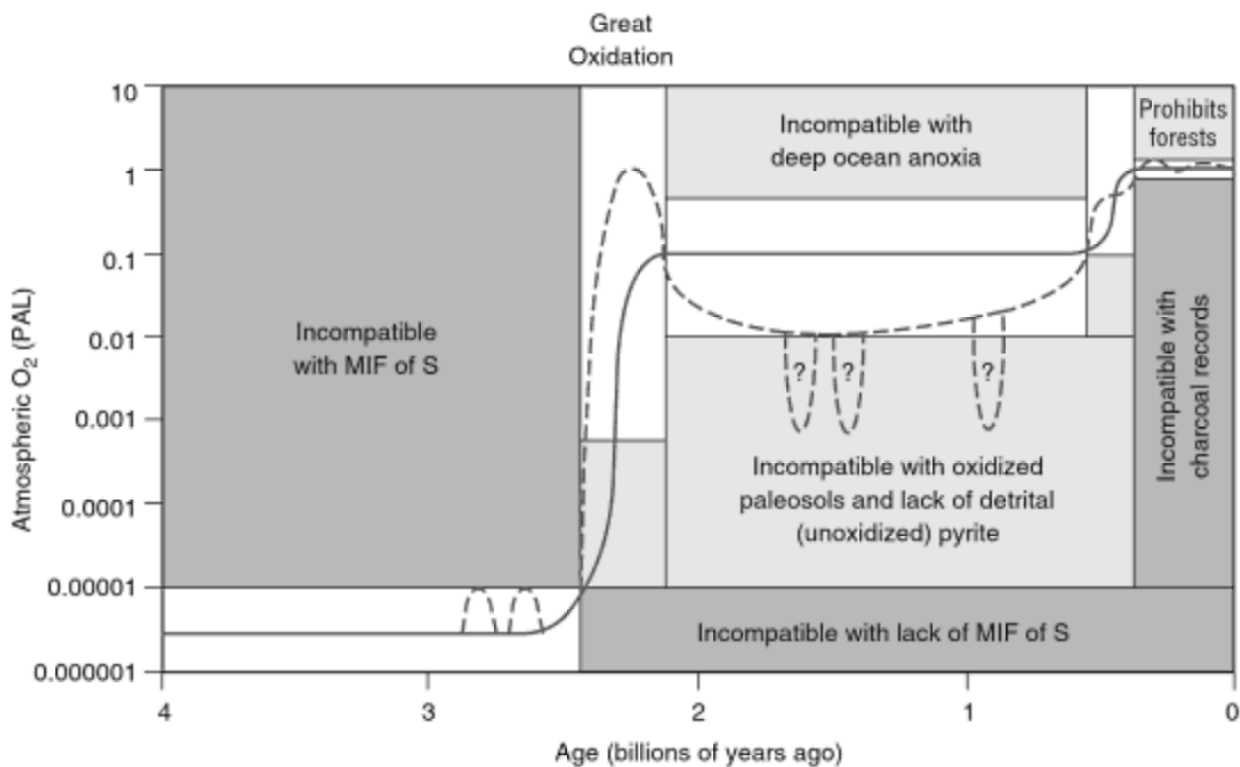 Great
Oxidation
10
1
0.1
0.01
0.001
0.0001
0.00001
0.000001
Atmospheric O₂ (PAL)
Incompatible
with MIF of S
Incompatible with
deep ocean anoxia
Prohibits
forests
?
?
?
Incompatible with oxidized
paleosols and lack of detrital
(unoxidized) pyrite
Incompatible with
charcoal records
Incompatible with lack of MIF of S
4
3
2
1
0
Age (billions of years ago)